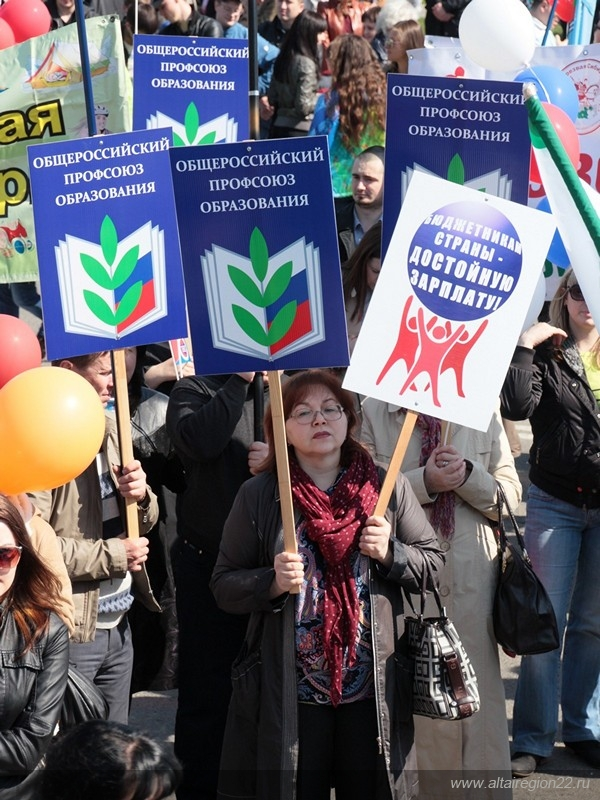 ОБЩЕРОССИЙСКИЙ
ПРОФСОЮЗ
ОБРАЗОВАНИЯ
ОБЩЕРОССИЙСКИЙ
ПРОФСОЮЗ
ОБРАЗОВАНИЯ
ОБЩЕРОССИЙСКИЙ
ПРОФСОЮЗ
ОБРАЗОВАНИЯ
ОБЩЕРОССИЙСКИЙ
ПРОФСОЮЗ
ОБРАЗОВАНИЯ
БЮДЖЕТНИКАМ
СТРАНЫ -
ДОСТОЙНУЮ
ЗАРПЛАТУ!
www.altairegion22.ru